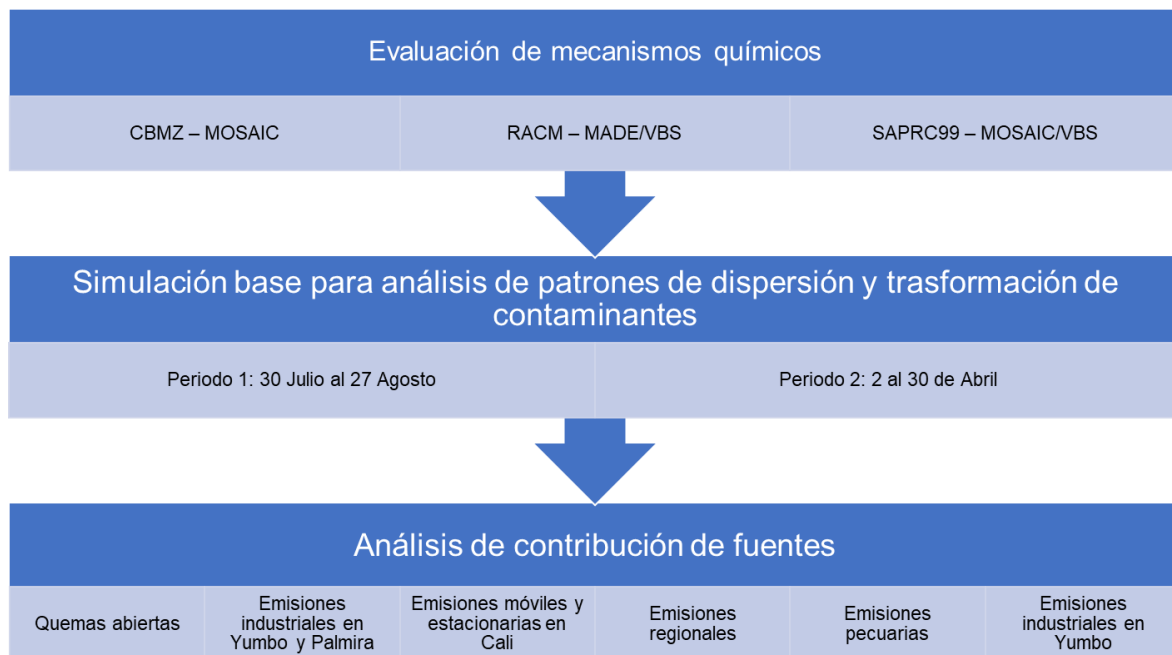 Evaluación de mecanismos químicos
CBMZ – MOSAIC
RACM – MADE/VBS
SAPRC99 – MOSAIC/VBS
Simulación base para análisis de patrones de dispersión y trasformación de
contaminantes
Periodo 1: 30 Julio al 27 Agosto
Periodo 2: 2 al 30 de Abril
Análisis de contribución de fuentes
Quemas abiertas
Emisiones
industriales en
Yumbo y Palmira
Emisiones móviles y
estacionarias en
Cali
Emisiones
regionales
Emisiones
pecuarias
Emisiones
industriales en
Yumbo